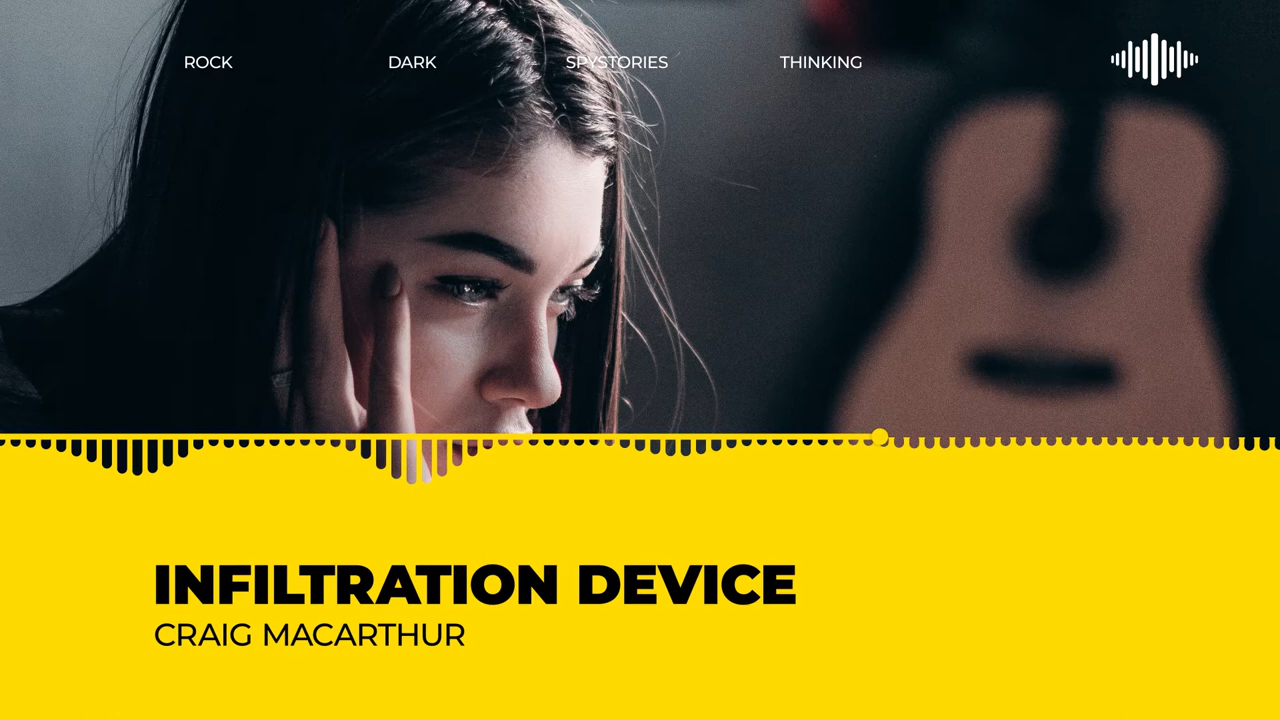 ROCK DARK SPYSTORIES THINKING
INFILTRATION DEVICE
CRAIG MACARTHUR